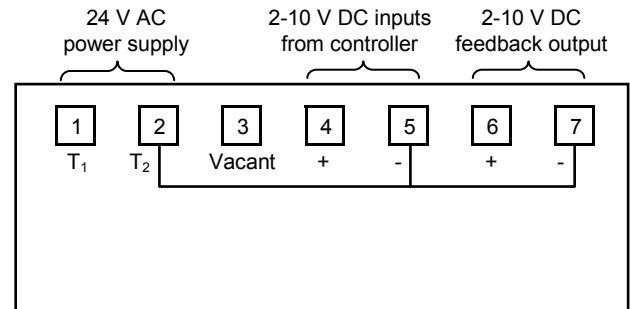 24 V AC
power supply
2-10 V DC inputs
from controller
2-10 V DC
feedback output
1 2 3 4 5 6 7
T₁ T₂ Vacant + - + -